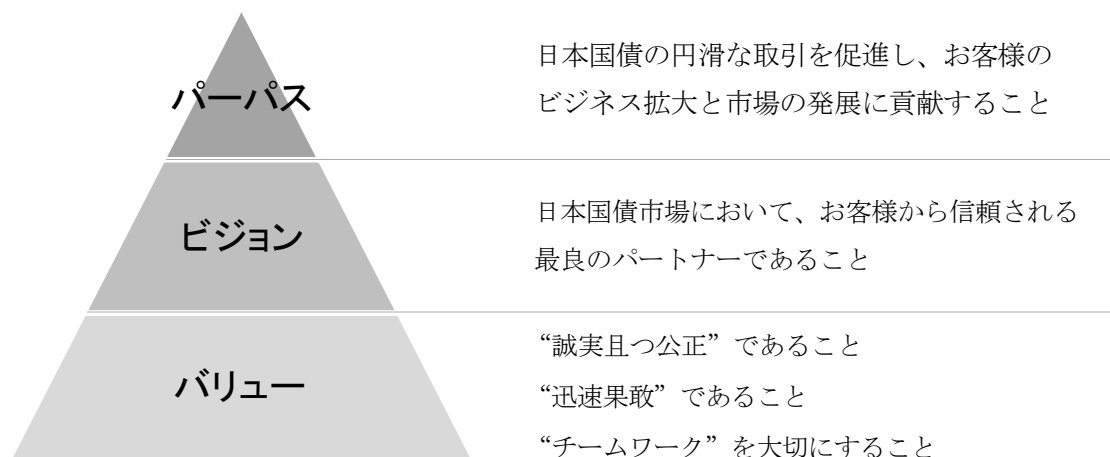 パーパス
日本国債の円滑な取引を促進し、お客様の
ビジネス拡大と市場の発展に貢献すること
ビジョン
日本国債市場において、お客様から信頼される
最良のパートナーであること
バリュー
“誠実且つ公正”であること
“迅速果敢”であること
“チームワーク”を大切にすること